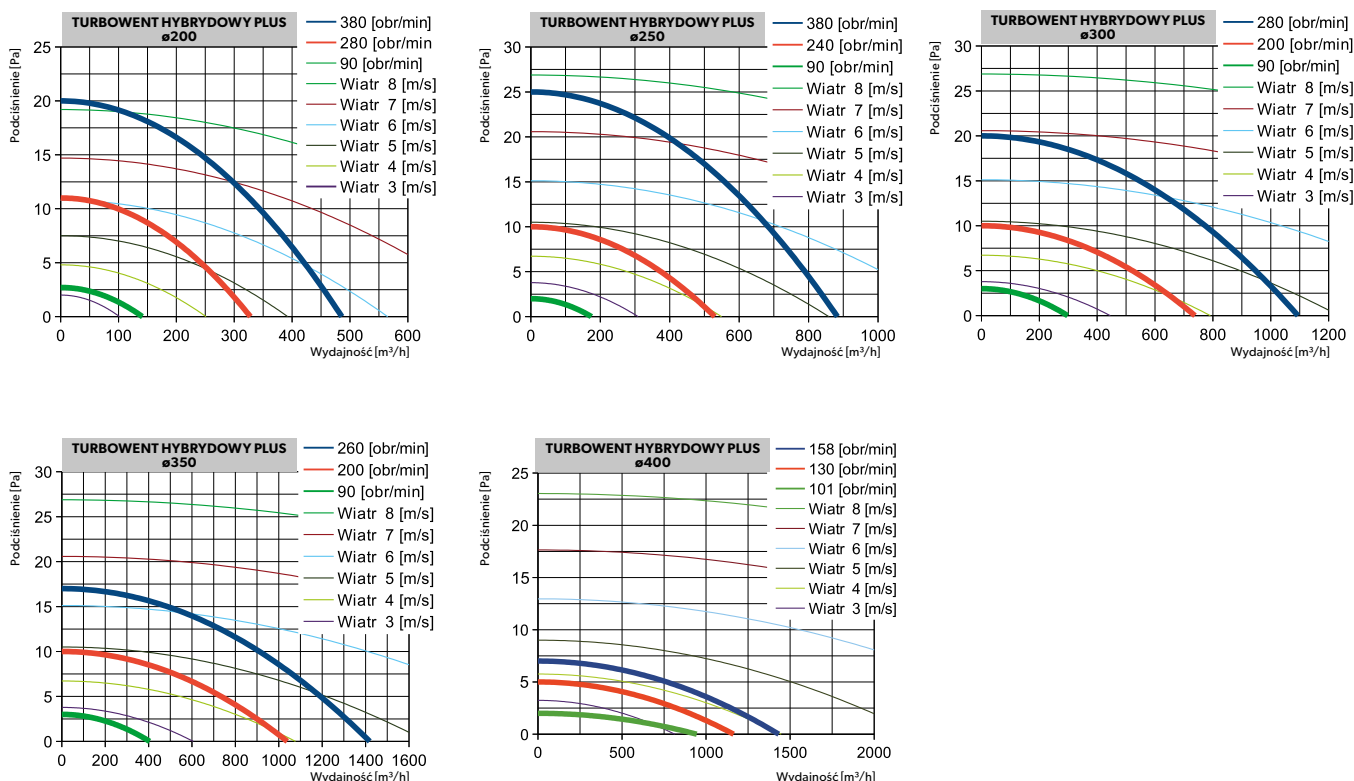 TURBOWENT HYBRYDOWY PLUS
ø200
380 [obr/min]
280 [obr/min
90 [obr/min]
Wiatr 8 [m/s]
Wiatr 7 [m/s]
Wiatr 6 [m/s]
Wiatr 5 [m/s]
Wiatr 4 [m/s]
Wiatr 3 [m/s]
Podciśnienie [Pa]
25
20
15
10
5
0
0 100 200 300 400 500 600
Wydajność [m³/h]
TURBOWENT HYBRYDOWY PLUS
ø250
380 [obr/min]
240 [obr/min]
90 [obr/min]
Wiatr 8 [m/s]
Wiatr 7 [m/s]
Wiatr 6 [m/s]
Wiatr 5 [m/s]
Wiatr 4 [m/s]
Wiatr 3 [m/s]
Podciśnienie [Pa]
30
25
20
15
10
5
0
0 200 400 600 800 1000
Wydajność [m³/h]
TURBOWENT HYBRYDOWY PLUS
ø300
280 [obr/min]
200 [obr/min]
90 [obr/min]
Wiatr 8 [m/s]
Wiatr 7 [m/s]
Wiatr 6 [m/s]
Wiatr 5 [m/s]
Wiatr 4 [m/s]
Wiatr 3 [m/s]
Podciśnienie [Pa]
30
25
20
15
10
5
0
0 200 400 600 800 1000 1200
Wydajność [m³/h]
TURBOWENT HYBRYDOWY PLUS
ø350
260 [obr/min]
200 [obr/min]
90 [obr/min]
Wiatr 8 [m/s]
Wiatr 7 [m/s]
Wiatr 6 [m/s]
Wiatr 5 [m/s]
Wiatr 4 [m/s]
Wiatr 3 [m/s]
Podciśnienie [Pa]
30
25
20
15
10
5
0
0 200 400 600 800 1000 1200 1400 1600
Wydajność [m³/h]
TURBOWENT HYBRYDOWY PLUS
ø400
158 [obr/min]
130 [obr/min]
101 [obr/min]
Wiatr 8 [m/s]
Wiatr 7 [m/s]
Wiatr 6 [m/s]
Wiatr 5 [m/s]
Wiatr 4 [m/s]
Wiatr 3 [m/s]
Podciśnienie [Pa]
25
20
15
10
5
0
0 500 1000 1500 2000
Wydajność [m³/h]